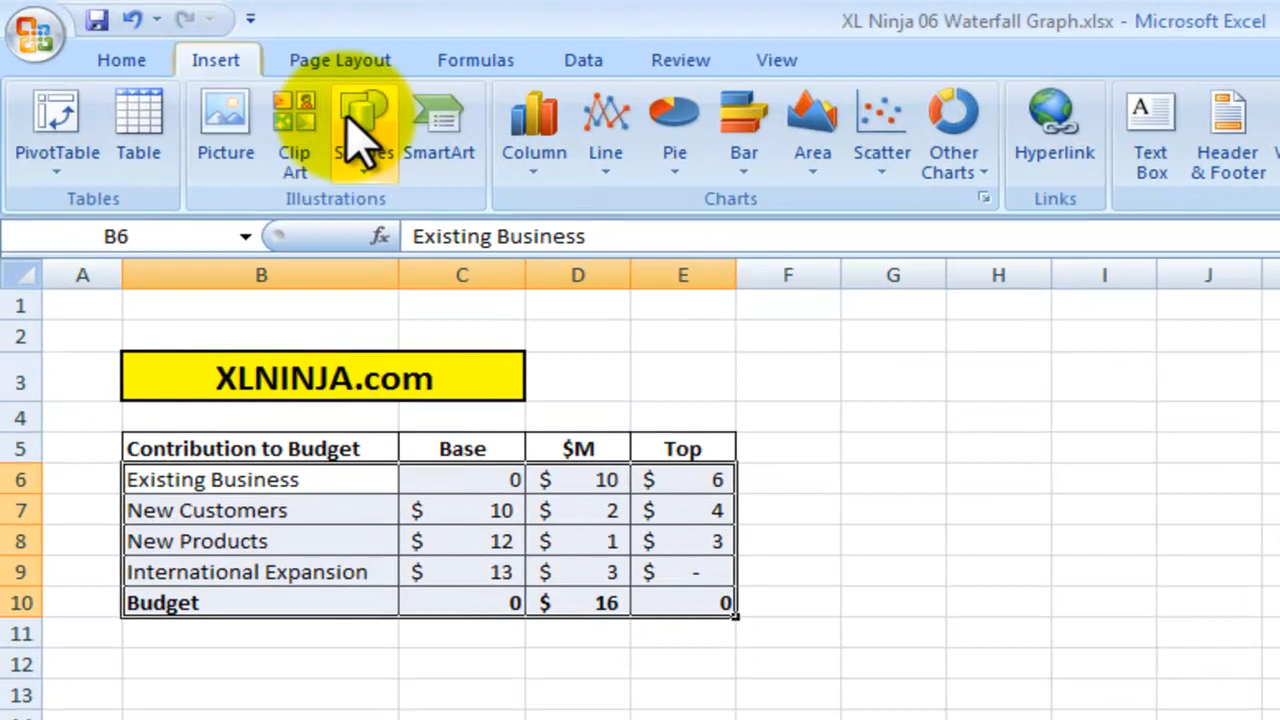 XL Ninja 06 Waterfall Graph.xlsx - Microsoft Excel
Home Insert Page Layout Formulas Data Review View
PivotTable Table Picture Clip Art SmartArt Column Line Pie Bar Area Scatter Other Charts Hyperlink Text Box Header & Footer
Tables Illustrations Charts Links
B6 fx Existing Business
A B C D E F G H I J
1
2
3 XLNINJA.com
4
5 Contribution to Budget Base $M Top
6 Existing Business 0 $ 10 $ 6
7 New Customers $ 10 $ 2 $ 4
8 New Products $ 12 $ 1 $ 3
9 International Expansion $ 13 $ 3 $ -
10 Budget 0 $ 16 0
11
12
13